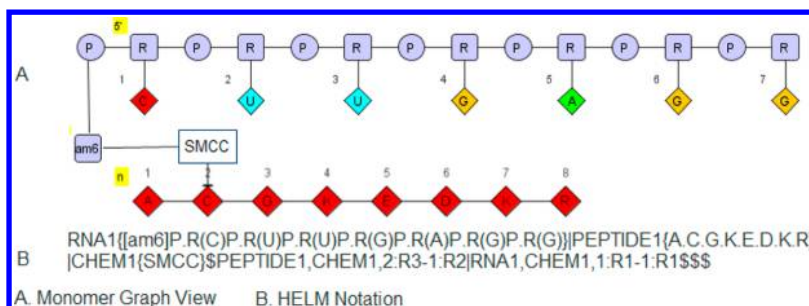 5'
P R P R P R P R P R P R P R
A
1 2 3 4 5 6 7
C U U G A G G
am6 SMCC
n 1 2 3 4 5 6 7 8
A C G K E D K R
RNA1{[am6]P.R(C)P.R(U)P.R(U)P.R(G)P.R(A)P.R(G)P.R(G)}|PEPTIDE1{A.C.G.K.E.D.K.R
B |CHEM1{SMCC}$PEPTIDE1,CHEM1,2:R3-1:R2|RNA1,CHEM1,1:R1-1:R1$$$
A. Monomer Graph View B. HELM Notation